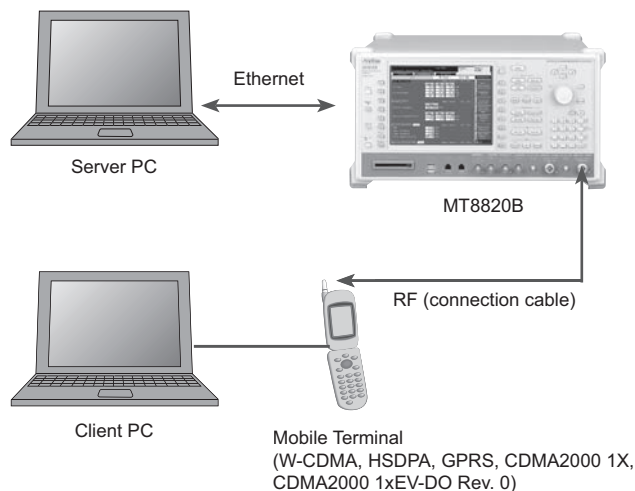 Ethernet
Server PC
MT8820B
RF (connection cable)
Client PC
Mobile Terminal
(W-CDMA, HSDPA, GPRS, CDMA2000 1X,
CDMA2000 1xEV-DO Rev. 0)